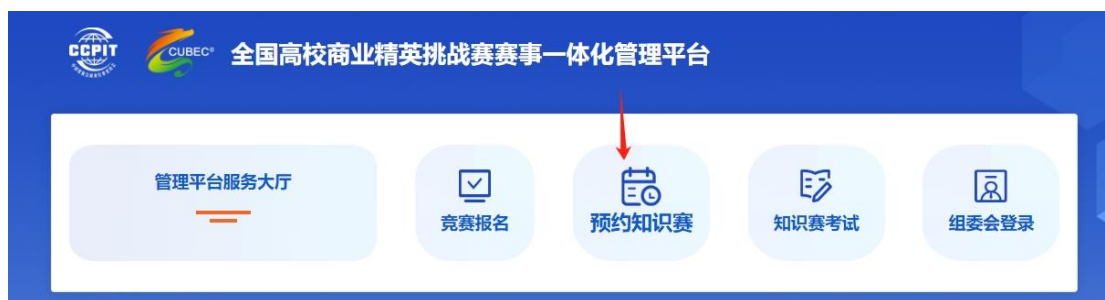 CCPIT
CUBEC®
全国高校商业精英挑战赛赛事一体化管理平台
管理平台服务大厅
竞赛报名
预约知识赛
知识赛考试
组委会登录